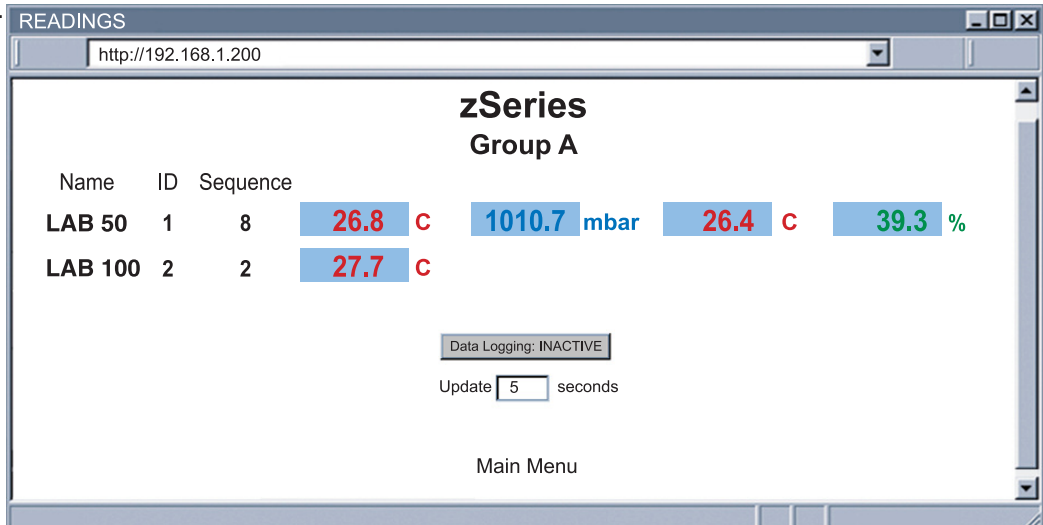 READINGS
http://192.168.1.200
zSeries
Group A
Name ID Sequence
LAB 50 1 8 26.8 C 1010.7 mbar 26.4 C 39.3 %
LAB 100 2 2 27.7 C
Data Logging: INACTIVE
Update 5 seconds
Main Menu